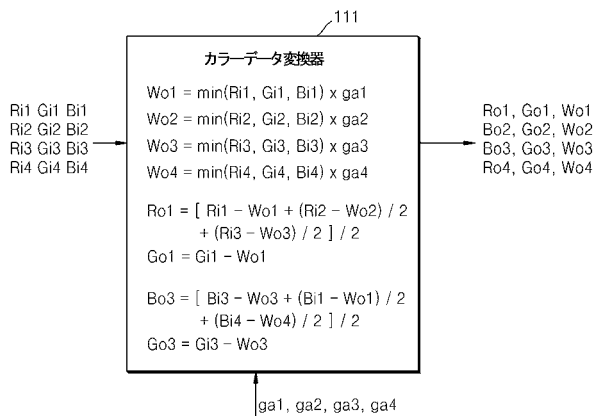 111
カラーデータ変換器
Wo1 = min(Ri1, Gi1, Bi1) x ga1
Wo2 = min(Ri2, Gi2, Bi2) x ga2
Wo3 = min(Ri3, Gi3, Bi3) x ga3
Wo4 = min(Ri4, Gi4, Bi4) x ga4
Ri1 Gi1 Bi1
Ri2 Gi2 Bi2
Ri3 Gi3 Bi3
Ri4 Gi4 Bi4
Ro1, Go1, Wo1
Bo2, Go2, Wo2
Bo3, Go3, Wo3
Ro4, Go4, Wo4
Ro1 = [ Ri1 – Wo1 + (Ri2 – Wo2) / 2
+ (Ri3 – Wo3) / 2 ] / 2
Go1 = Gi1 – Wo1
Bo3 = [ Bi3 – Wo3 + (Bi1 – Wo1) / 2
+ (Bi4 – Wo4) / 2 ] / 2
Go3 = Gi3 – Wo3
ga1, ga2, ga3, ga4